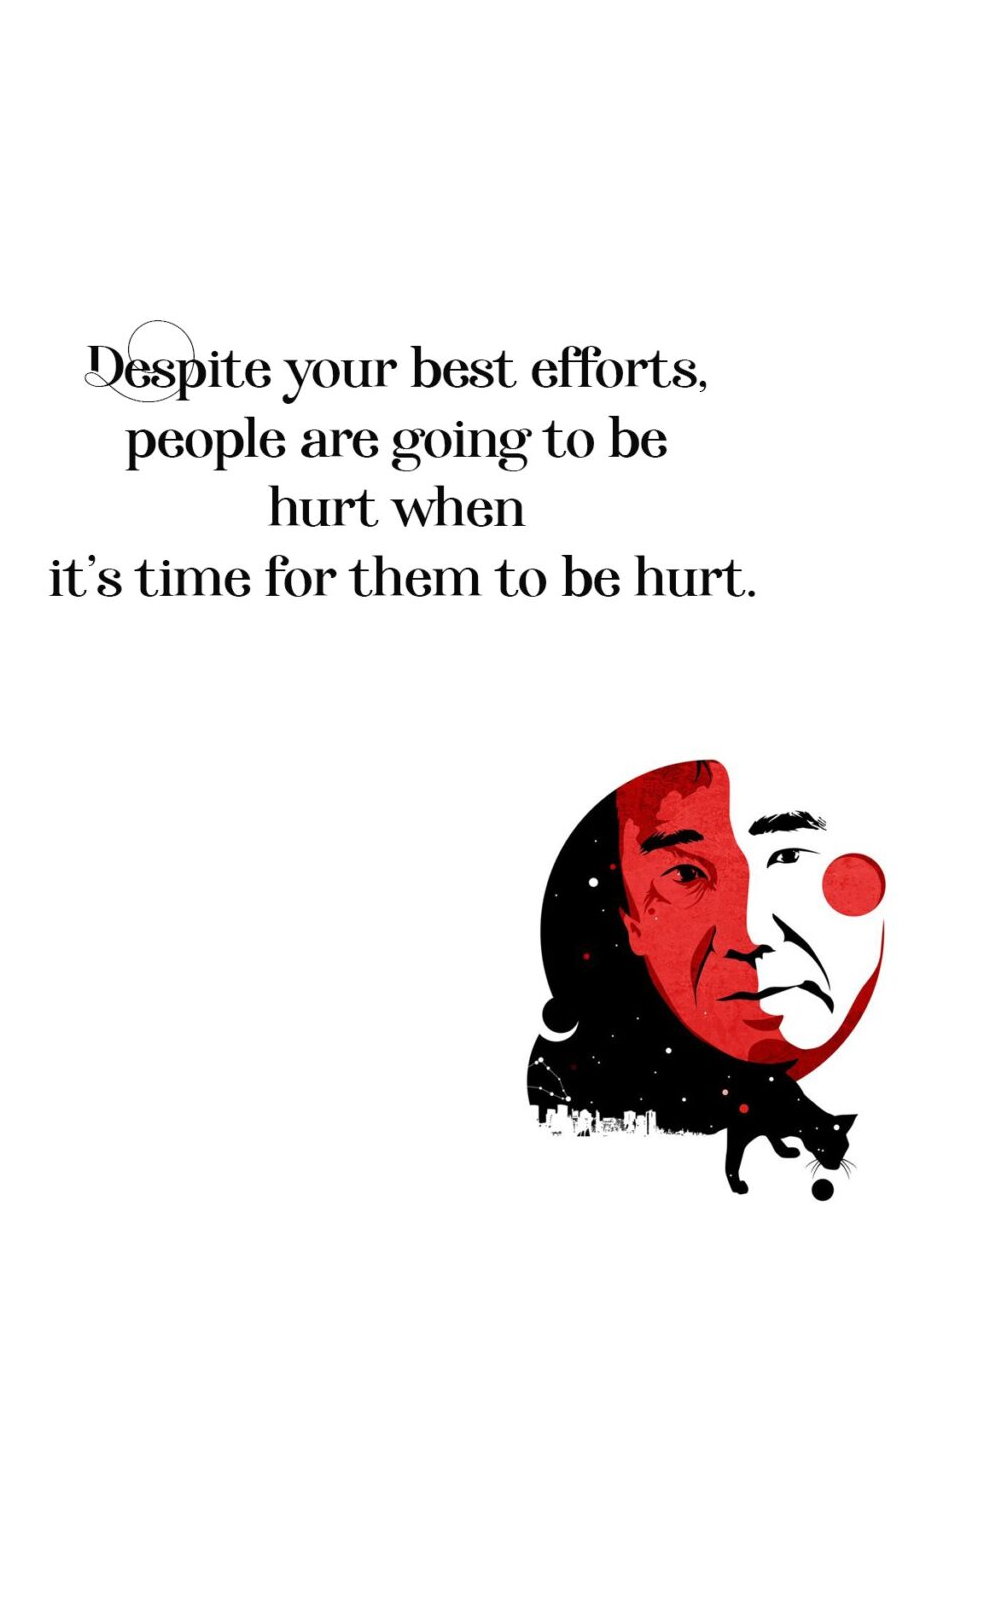 Despite your best efforts,
people are going to be
hurt when
it’s time for them to be hurt.